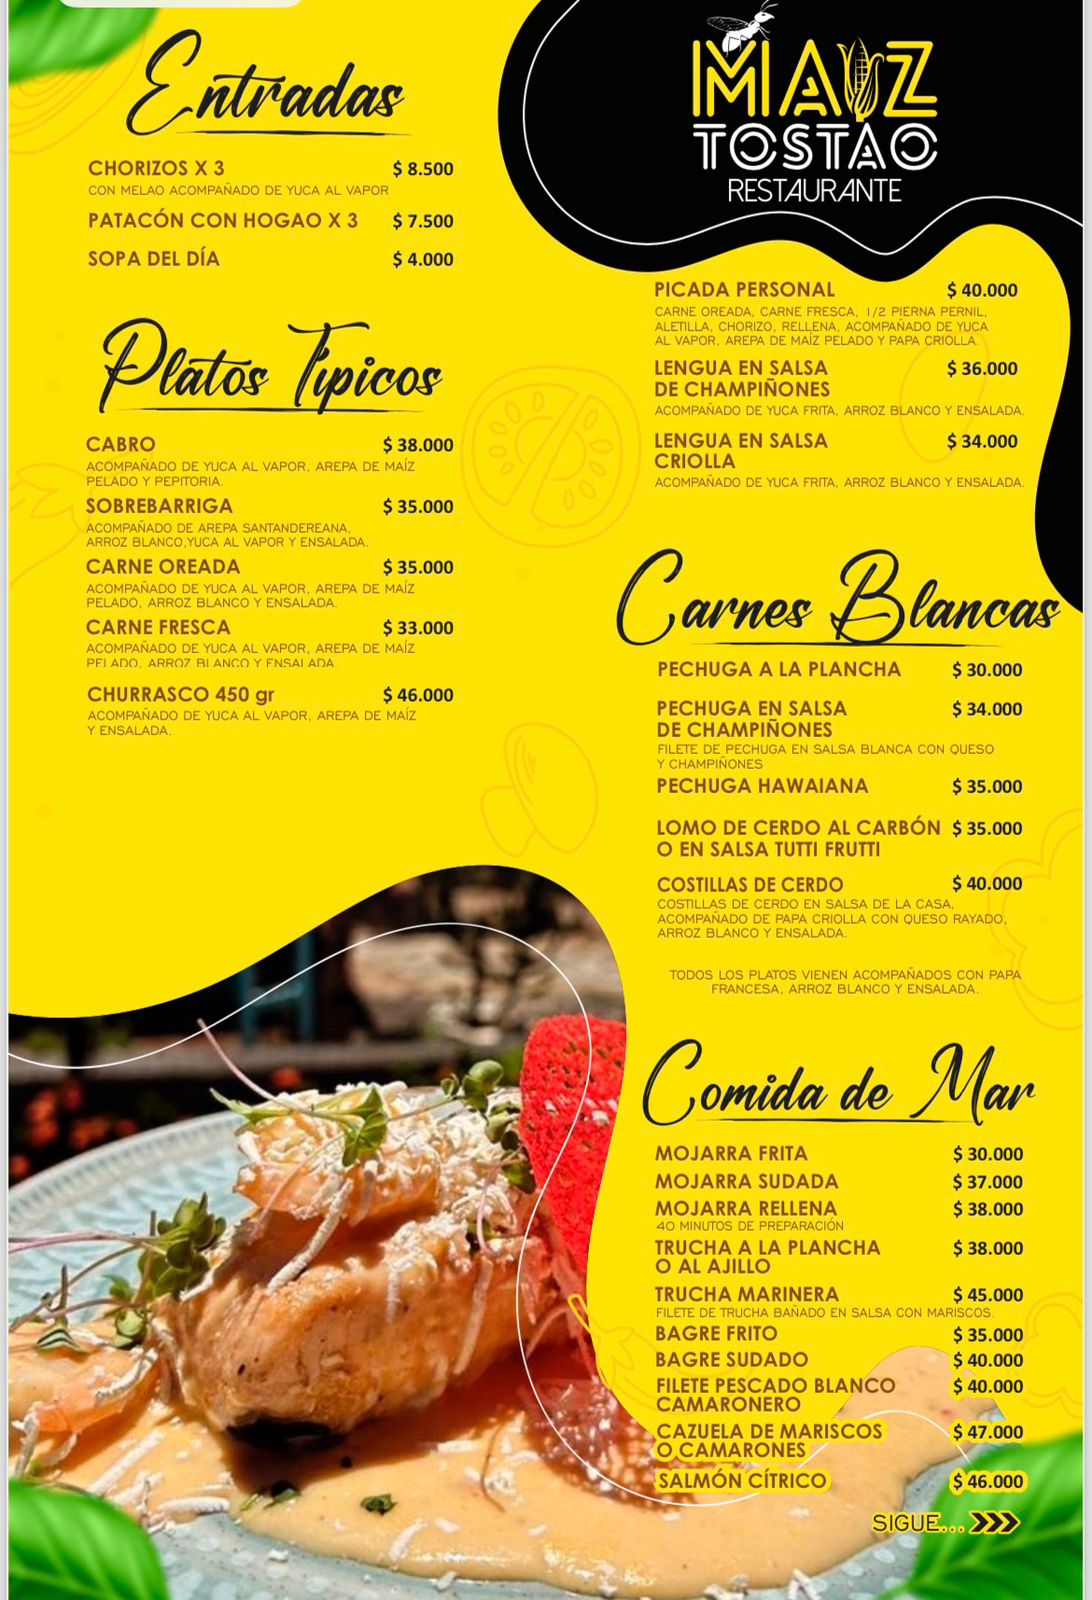 Entradas
CHORIZOS X 3 $ 8.500
CON MELAO ACOMPAÑADO DE YUCA AL VAPOR
PATACÓN CON HOGAO X 3 $ 7.500
SOPA DEL DÍA $ 4.000
Platos Típicos
CABRO $ 38.000
ACOMPAÑADO DE YUCA AL VAPOR, AREPA DE MAÍZ
PELADO Y PEPITORIA.
SOBREBARRIGA $ 35.000
ACOMPAÑADO DE AREPA SANTANDEREANA,
ARROZ BLANCO,YUCA AL VAPOR Y ENSALADA.
CARNE OREADA $ 35.000
ACOMPAÑADO DE YUCA AL VAPOR, AREPA DE MAÍZ
PELADO, ARROZ BLANCO Y ENSALADA.
CARNE FRESCA $ 33.000
ACOMPAÑADO DE YUCA AL VAPOR, AREPA DE MAÍZ
PELADO, ARROZ BLANCO Y ENSALADA
CHURRASCO 450 gr $ 46.000
ACOMPAÑADO DE YUCA AL VAPOR, AREPA DE MAÍZ
Y ENSALADA.
MAIZ
TOSTAO
RESTAURANTE
PICADA PERSONAL $ 40.000
CARNE OREADA, CARNE FRESCA, 1/2 PIERNA PERNIL,
ALETILLA, CHORIZO, RELLENA, ACOMPAÑADO DE YUCA
AL VAPOR, AREPA DE MAÍZ PELADO Y PAPA CRIOLLA.
LENGUA EN SALSA $ 36.000
DE CHAMPIÑONES
ACOMPAÑADO DE YUCA FRITA, ARROZ BLANCO Y ENSALADA.
LENGUA EN SALSA $ 34.000
CRIOLLA
ACOMPAÑADO DE YUCA FRITA, ARROZ BLANCO Y ENSALADA.
Carnes Blancas
PECHUGA A LA PLANCHA $ 30.000
PECHUGA EN SALSA $ 34.000
DE CHAMPIÑONES
FILETE DE PECHUGA EN SALSA BLANCA CON QUESO
Y CHAMPIÑONES
PECHUGA HAWAIANA $ 35.000
LOMO DE CERDO AL CARBÓN $ 35.000
O EN SALSA TUTTI FRUTTI
COSTILLAS DE CERDO $ 40.000
COSTILLAS DE CERDO EN SALSA DE LA CASA,
ACOMPAÑADO DE PAPA CRIOLLA CON QUESO RAYADO,
ARROZ BLANCO Y ENSALADA.
TODOS LOS PLATOS VIENEN ACOMPAÑADOS CON PAPA
FRANCESA, ARROZ BLANCO Y ENSALADA.
Comida de Mar
MOJARRA FRITA $ 30.000
MOJARRA SUDADA $ 37.000
MOJARRA RELLENA $ 38.000
40 MINUTOS DE PREPARACIÓN
TRUCHA A LA PLANCHA $ 38.000
O AL AJILLO
TRUCHA MARINERA $ 45.000
FILETE DE TRUCHA BAÑADO EN SALSA CON MARISCOS.
BAGRE FRITO $ 35.000
BAGRE SUDADO $ 40.000
FILETE PESCADO BLANCO $ 40.000
CAMARONERO
CAZUELA DE MARISCOS $ 47.000
O CAMARONES
SALMÓN CÍTRICO $ 46.000
SIGUE...